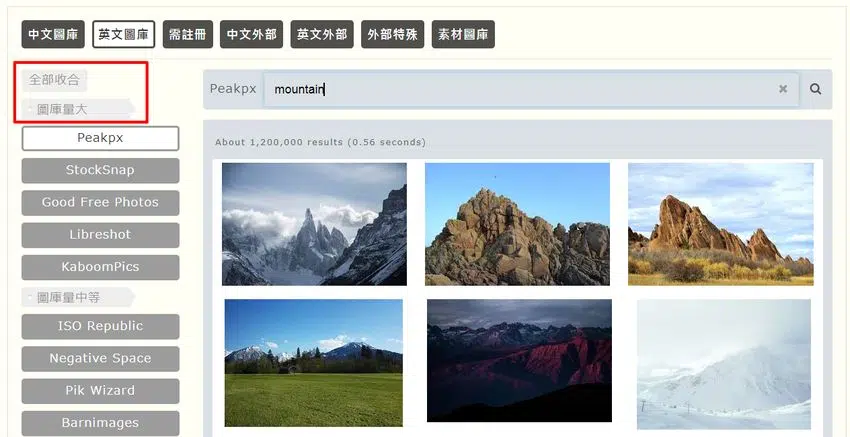 中文圖庫 英文圖庫 需註冊 中文外部 英文外部 外部特殊 素材圖庫
全部收合
- 圖庫量大
Peakpx
StockSnap
Good Free Photos
Libreshot
KaboomPics
- 圖庫量中等
ISO Republic
Negative Space
Pik Wizard
Barnimages
Peakpx mountain ×
About 1,200,000 results (0.56 seconds)